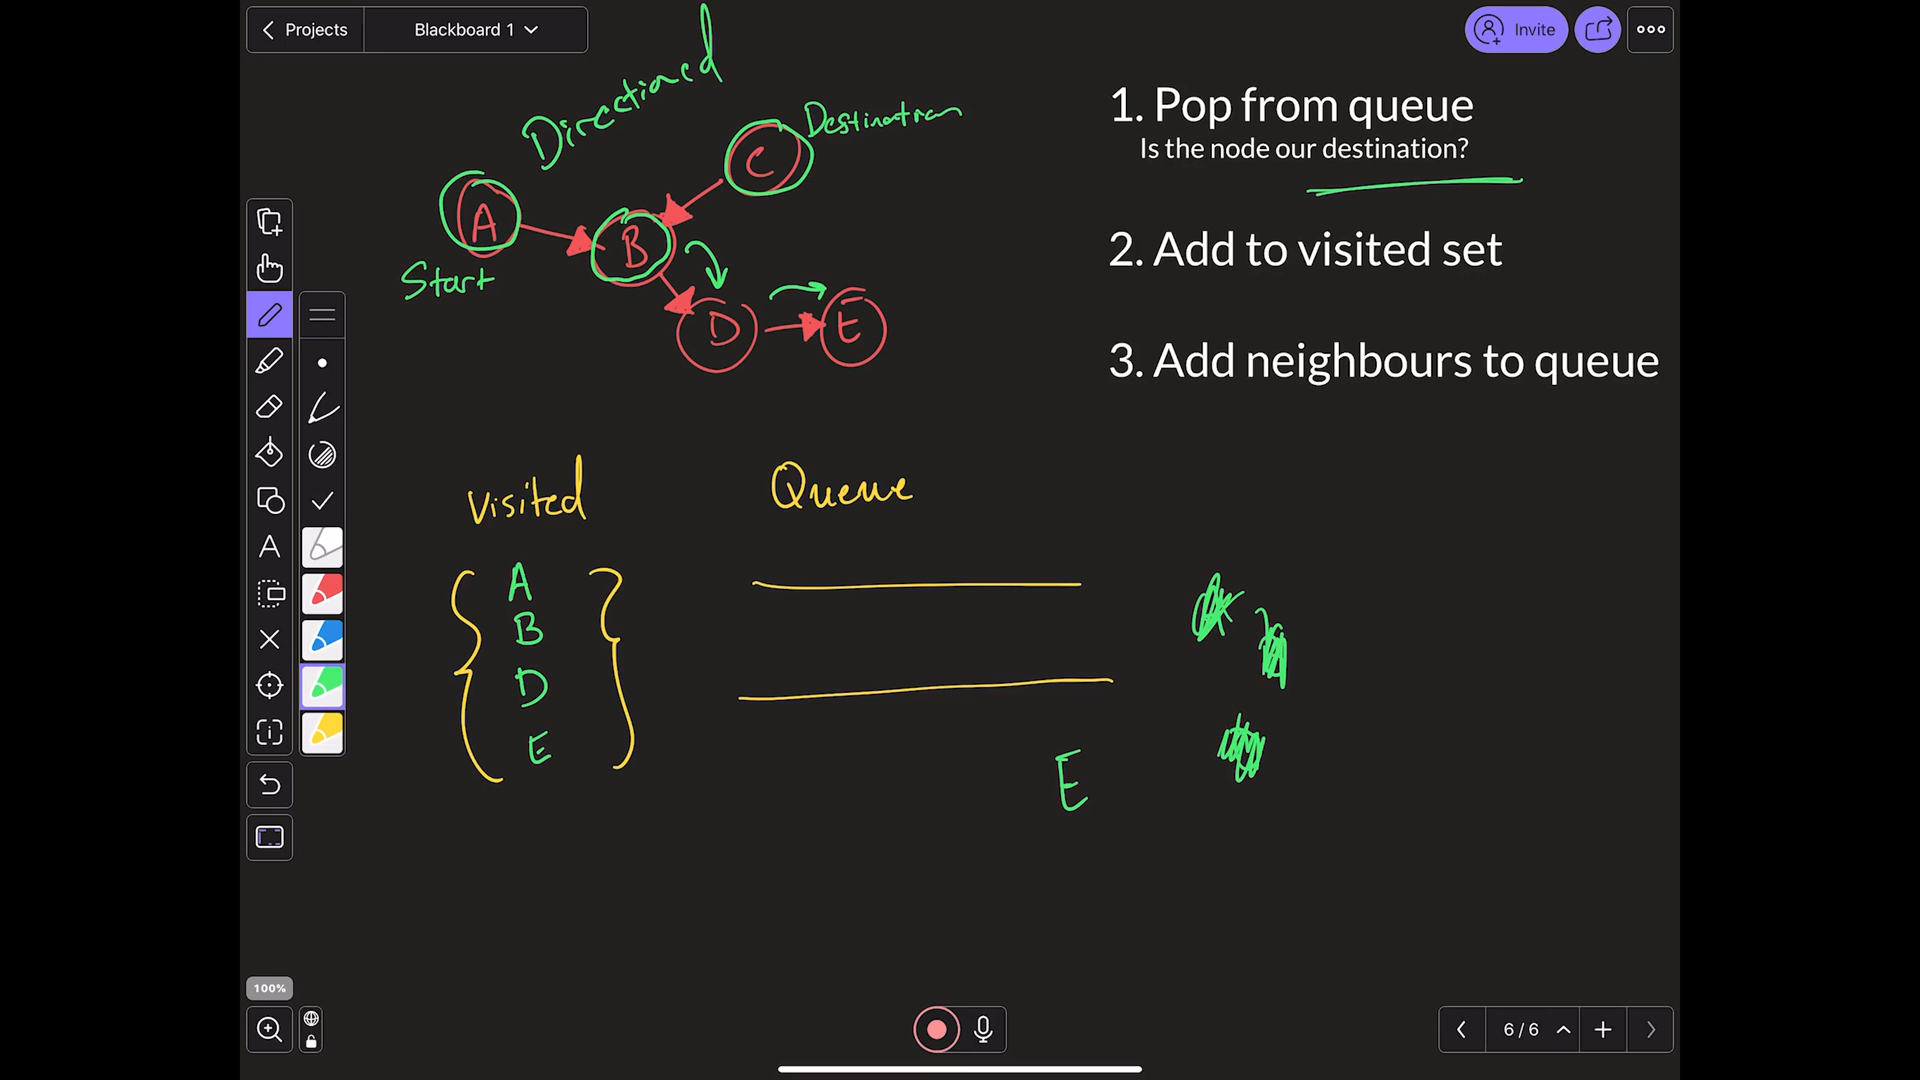 Projects
Blackboard 1
Invite
Directioned
C
Destination
A
B
Start
D
E
1. Pop from queue
Is the node our destination?
2. Add to visited set
3. Add neighbours to queue
Visited
Queue
A
B
D
E
E
A
100%
6 / 6